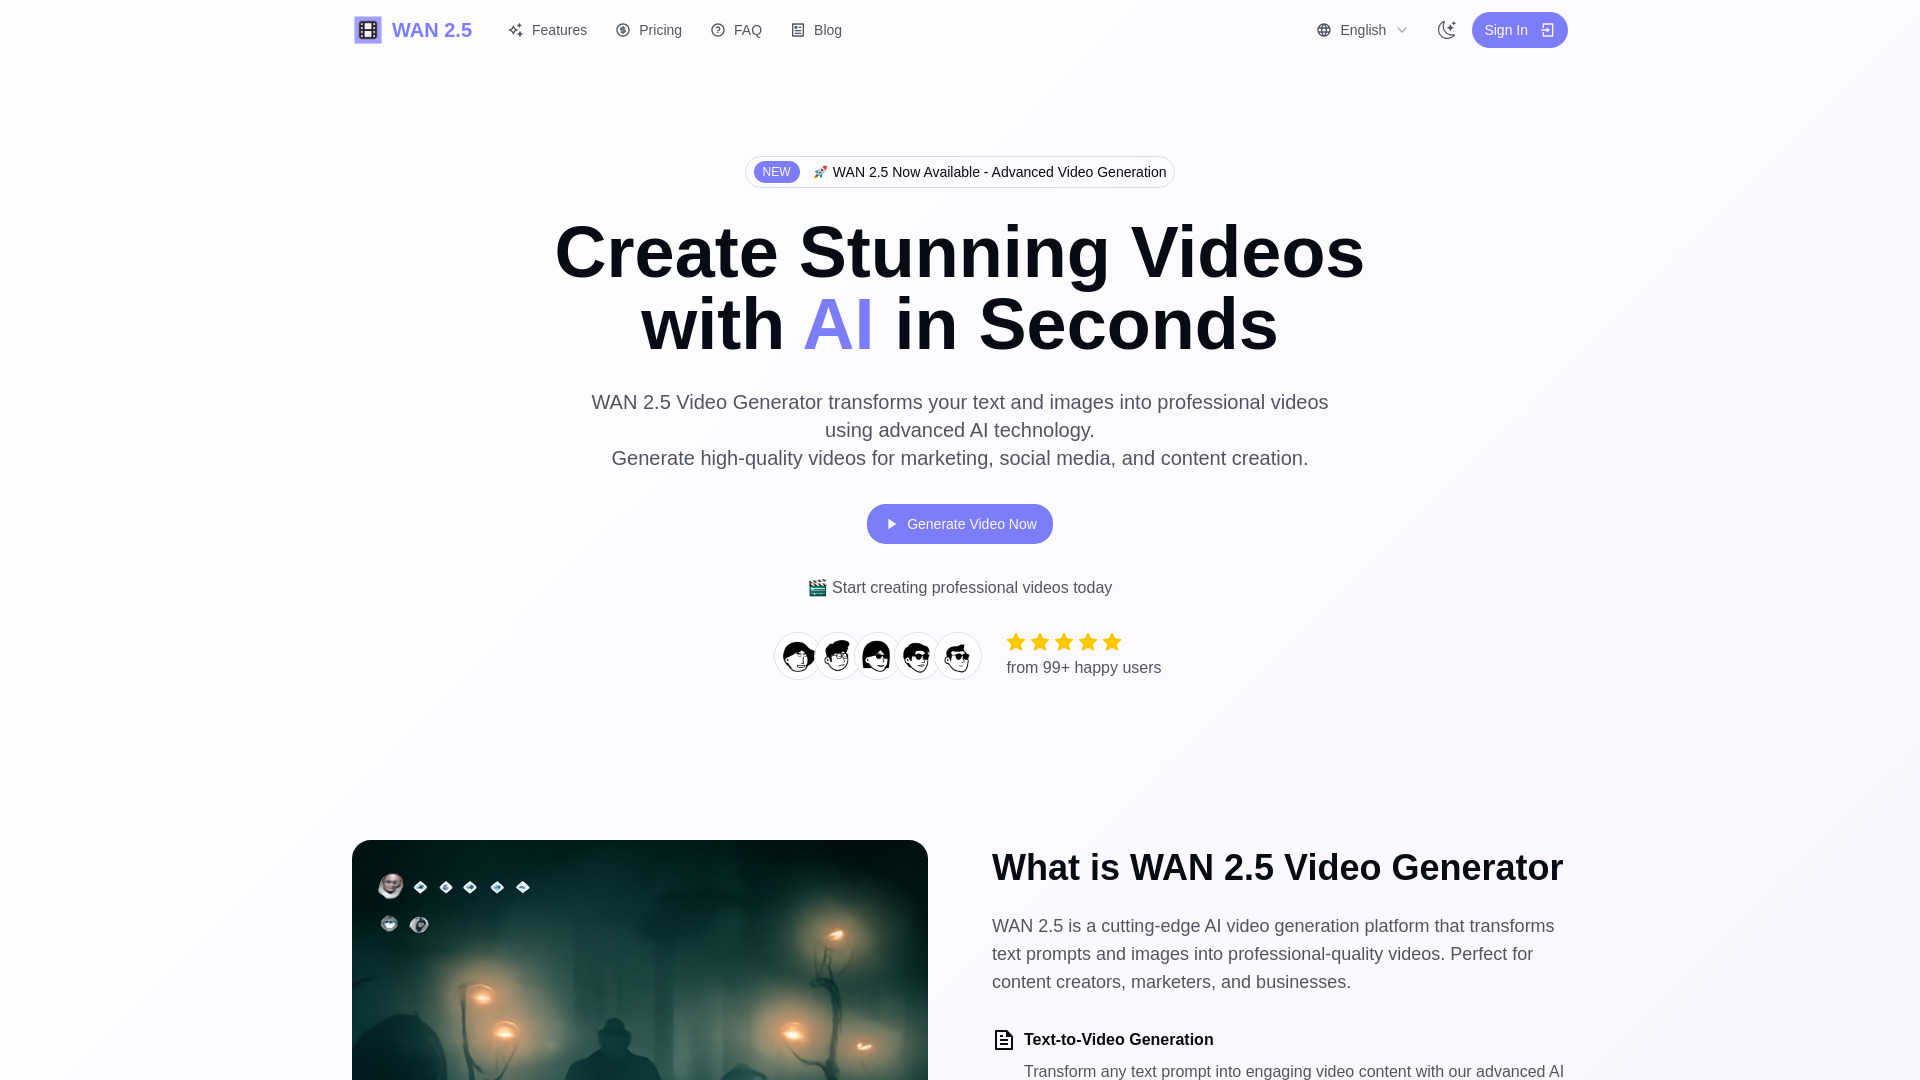 WAN 2.5
Features
Pricing
FAQ
Blog
English
Sign In
NEW
🚀 WAN 2.5 Now Available - Advanced Video Generation
Create Stunning Videos
with AI in Seconds
WAN 2.5 Video Generator transforms your text and images into professional videos
using advanced AI technology.
Generate high-quality videos for marketing, social media, and content creation.
Generate Video Now
🎬 Start creating professional videos today
from 99+ happy users
What is WAN 2.5 Video Generator
WAN 2.5 is a cutting-edge AI video generation platform that transforms
text prompts and images into professional-quality videos. Perfect for
content creators, marketers, and businesses.
Text-to-Video Generation
Transform any text prompt into engaging video content with our advanced AI